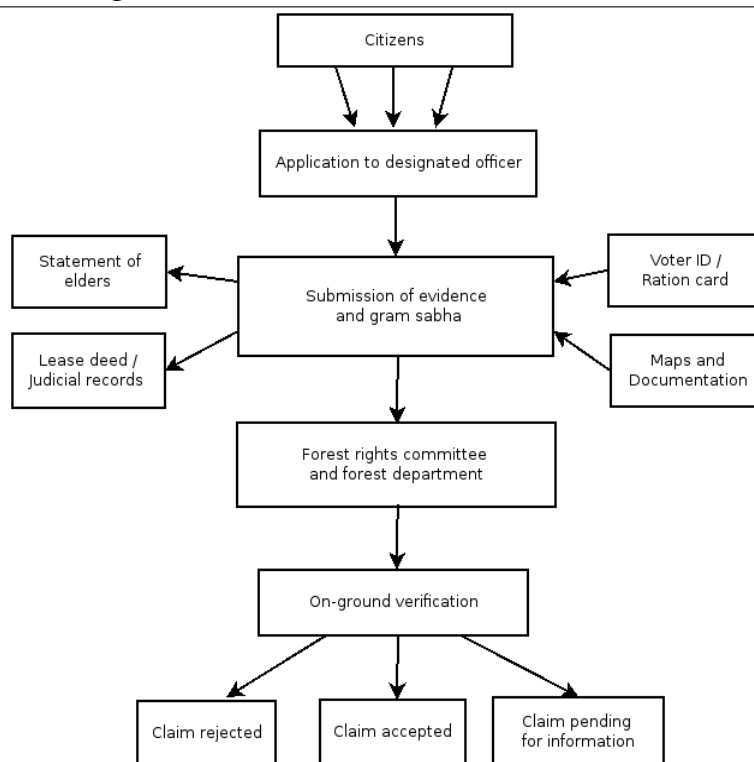 Citizens
Application to designated officer
Statement of
elders
Submission of evidence
and gram sabha
Voter ID /
Ration card
Lease deed /
Judicial records
Maps and
Documentation
Forest rights committee
and forest department
On-ground verification
Claim rejected
Claim accepted
Claim pending
for information